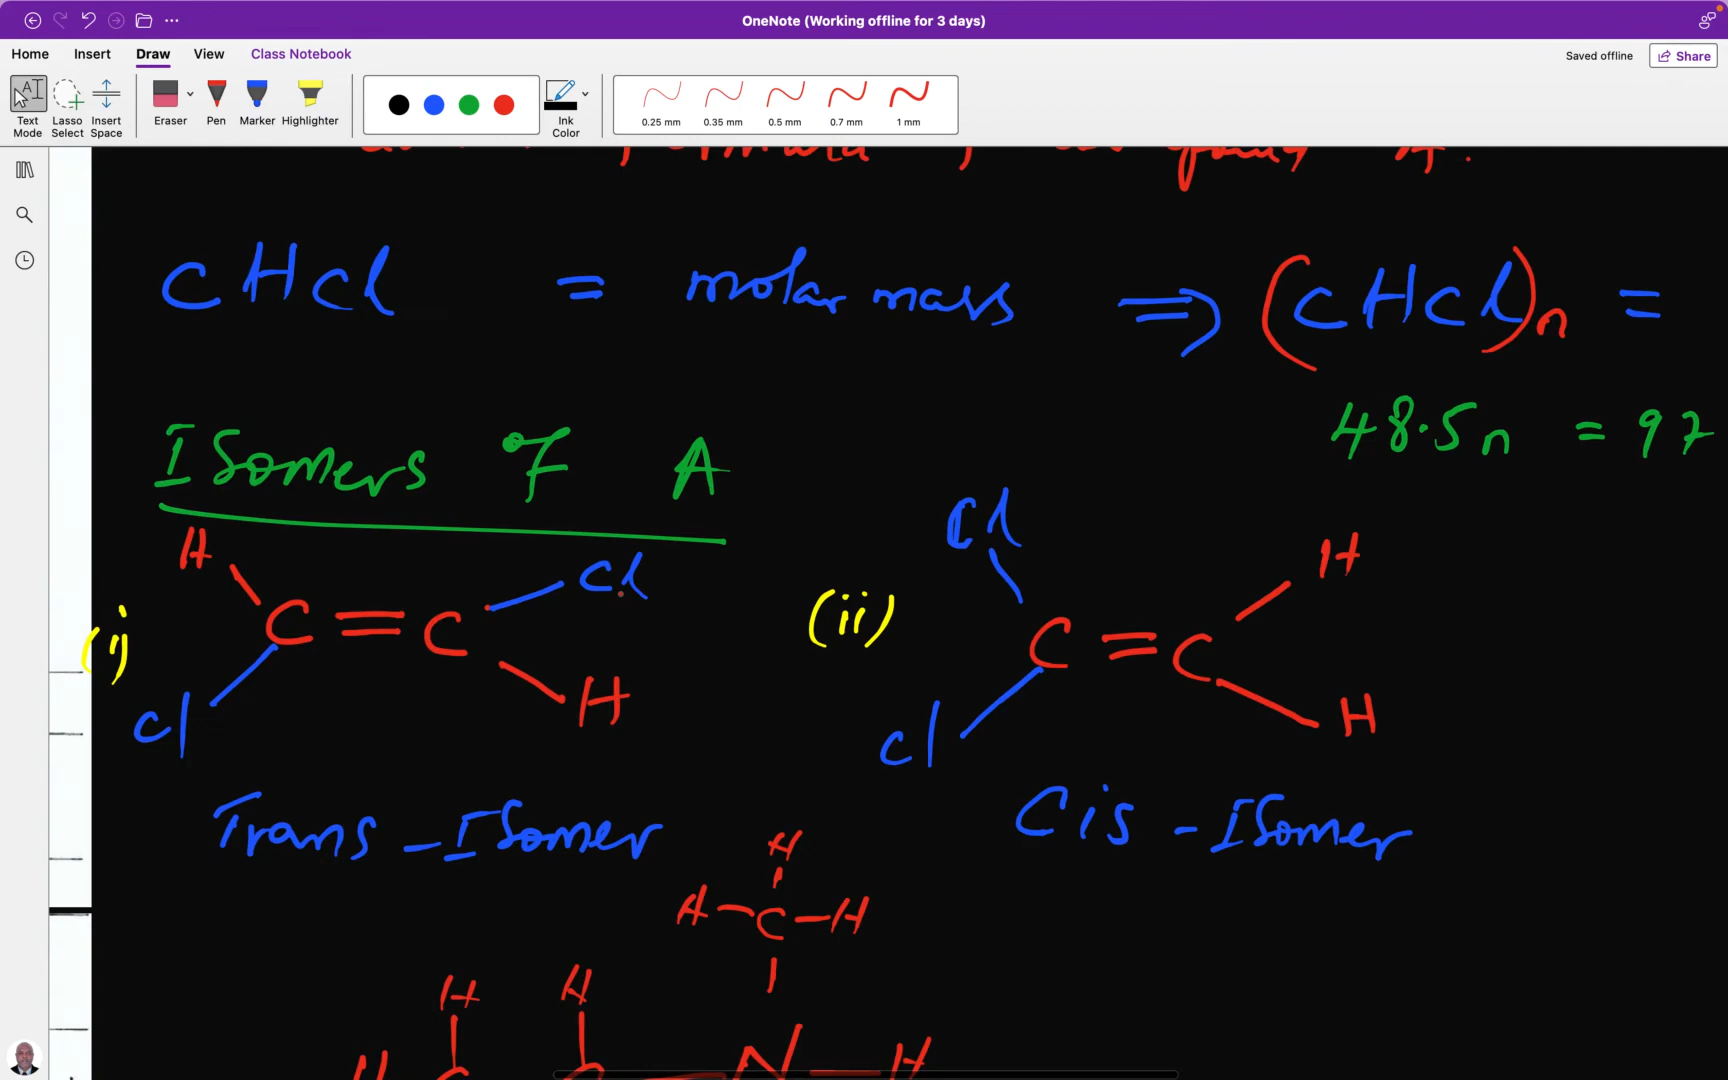 OneNote (Working offline for 3 days)
Home Insert Draw View Class Notebook
Saved offline Share
Text Mode Lasso Select Insert Space Eraser Pen Marker Highlighter Ink Color 0.25 mm 0.35 mm 0.5 mm 0.7 mm 1 mm
CHCl = molar mass ⇒ (CHCl)n =
48.5n = 97
Isomers of A
H Cl
(i) C = C
Cl H
Cl H
(ii) C = C
Cl H
Trans - Isomer Cis - Isomer
H
H - C - H
H H
H C N - H